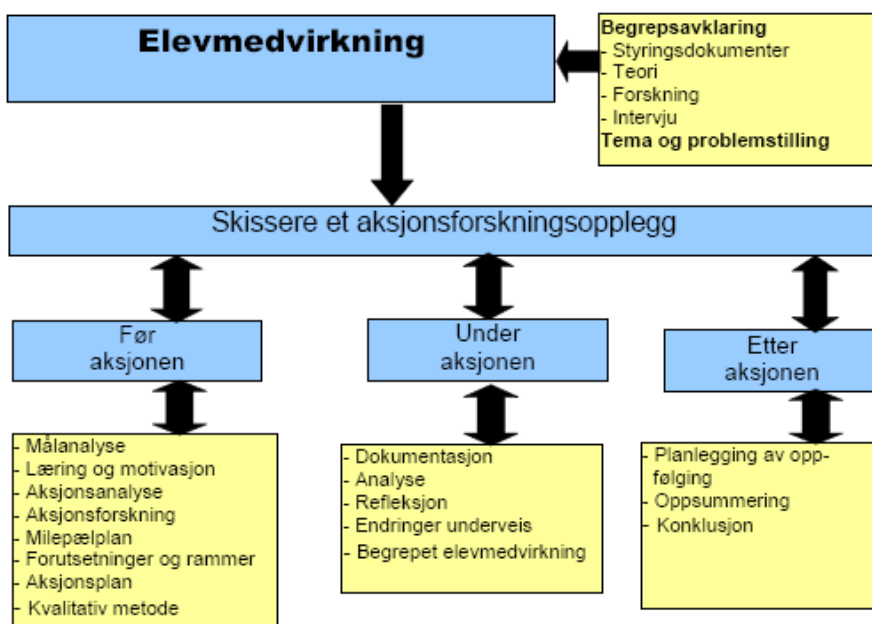 Elevmedvirkning
Begrepsavklaring
- Styringsdokumenter
- Teori
- Forskning
- Intervju
Tema og problemstilling
Skissere et aksjonsforskningsopplegg
Før
aksjonen
Under
aksjonen
Etter
aksjonen
- Målanalyse
- Læring og motivasjon
- Aksjonsanalyse
- Aksjonsforskning
- Milepælplan
- Forutsetninger og rammer
- Aksjonsplan
- Kvalitativ metode
- Dokumentasjon
- Analyse
- Refleksjon
- Endringer underveis
- Begrepet elevmedvirkning
- Planlegging av opp-
følging
- Oppsummering
- Konklusjon